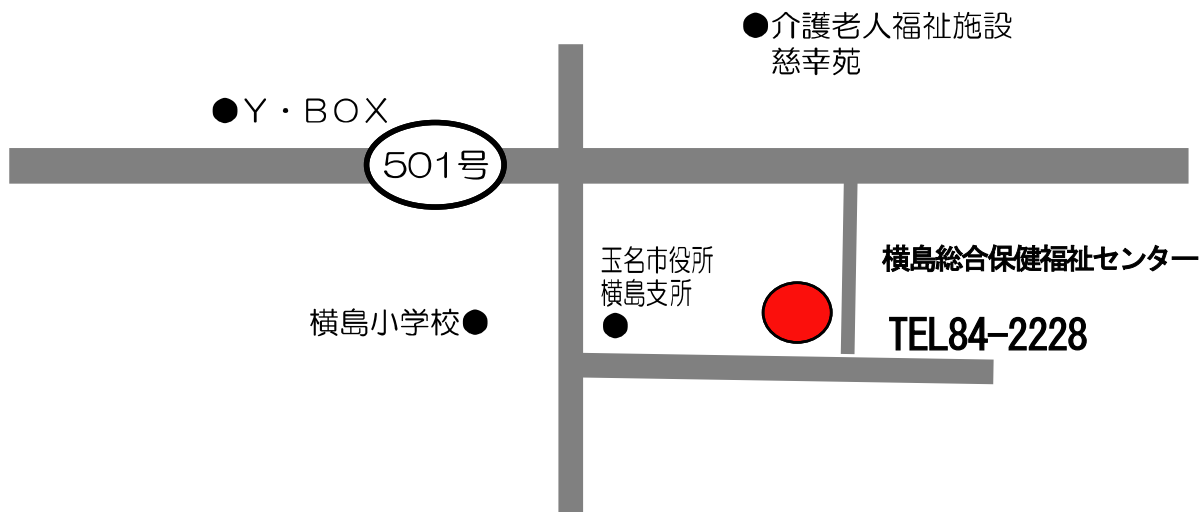 ●介護老人福祉施設
慈幸苑
●Y・BOX
501号
玉名市役所
横島支所
横島総合保健福祉センター
横島小学校●
TEL84-2228